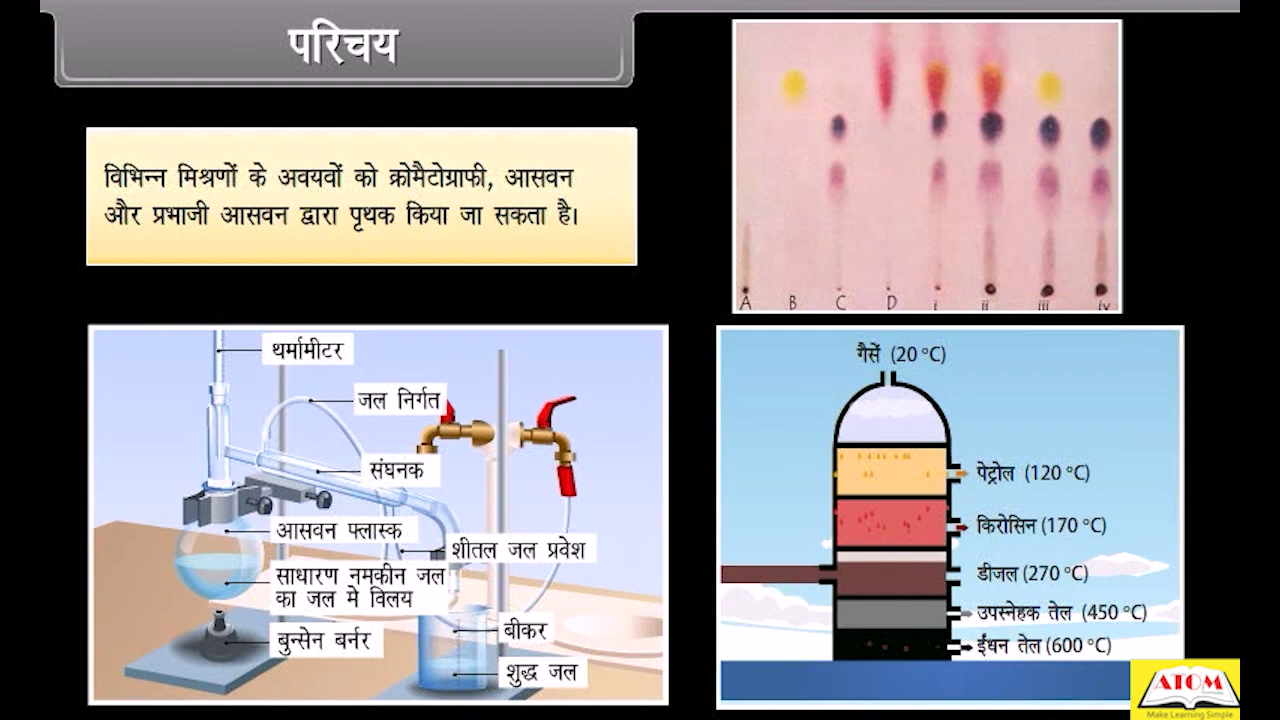 परिचय
विभिन्न मिश्रणों के अवयवों को क्रोमैटोग्राफी, आसवन
और प्रभाजी आसवन द्वारा पृथक किया जा सकता है।
A B C D i ii iii iv
थर्मामीटर
जल निर्गत
संघनक
आसवन फ्लास्क
शीतल जल प्रवेश
साधारण नमकीन जल
का जल मे विलय
बुन्सेन बर्नर
बीकर
शुद्ध जल
गैसें (20 °C)
पेट्रोल (120 °C)
किरोसिन (170 °C)
डीजल (270 °C)
उपस्नेहक तेल (450 °C)
ईंधन तेल (600 °C)
ATOM
Make Learning Simple